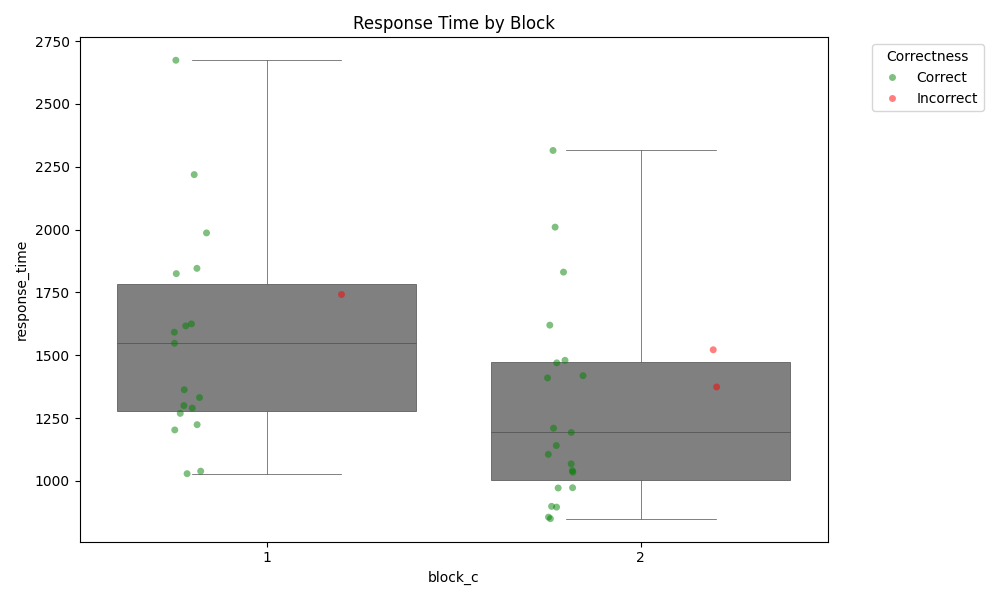 Response Time by Block
2750
2500
2250
2000
1750
1500
1250
1000
response_time
1
2
block_c
Correctness
Correct
Incorrect